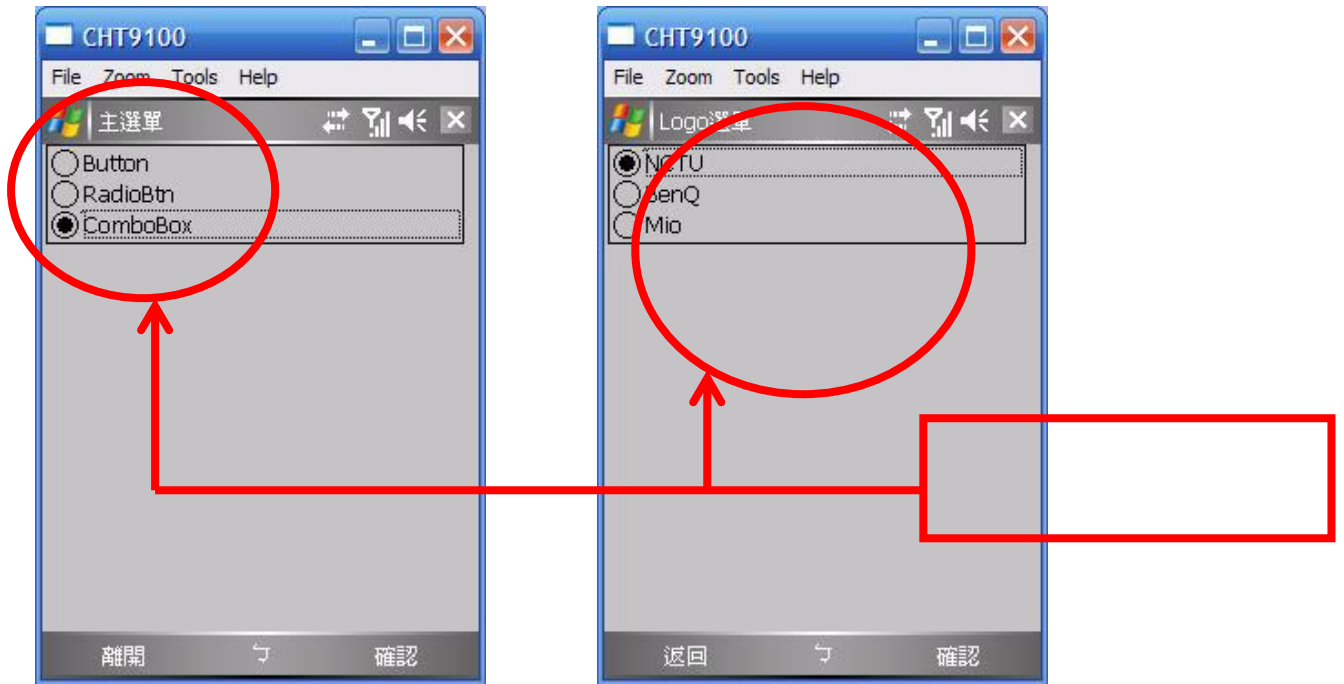 CHT9100
File Zoom Tools Help
主選單
Button
RadioBtn
ComboBox
離開 ㄅ 確認
CHT9100
File Zoom Tools Help
Logo選單
NCTU
BenQ
Mio
返回 ㄅ 確認